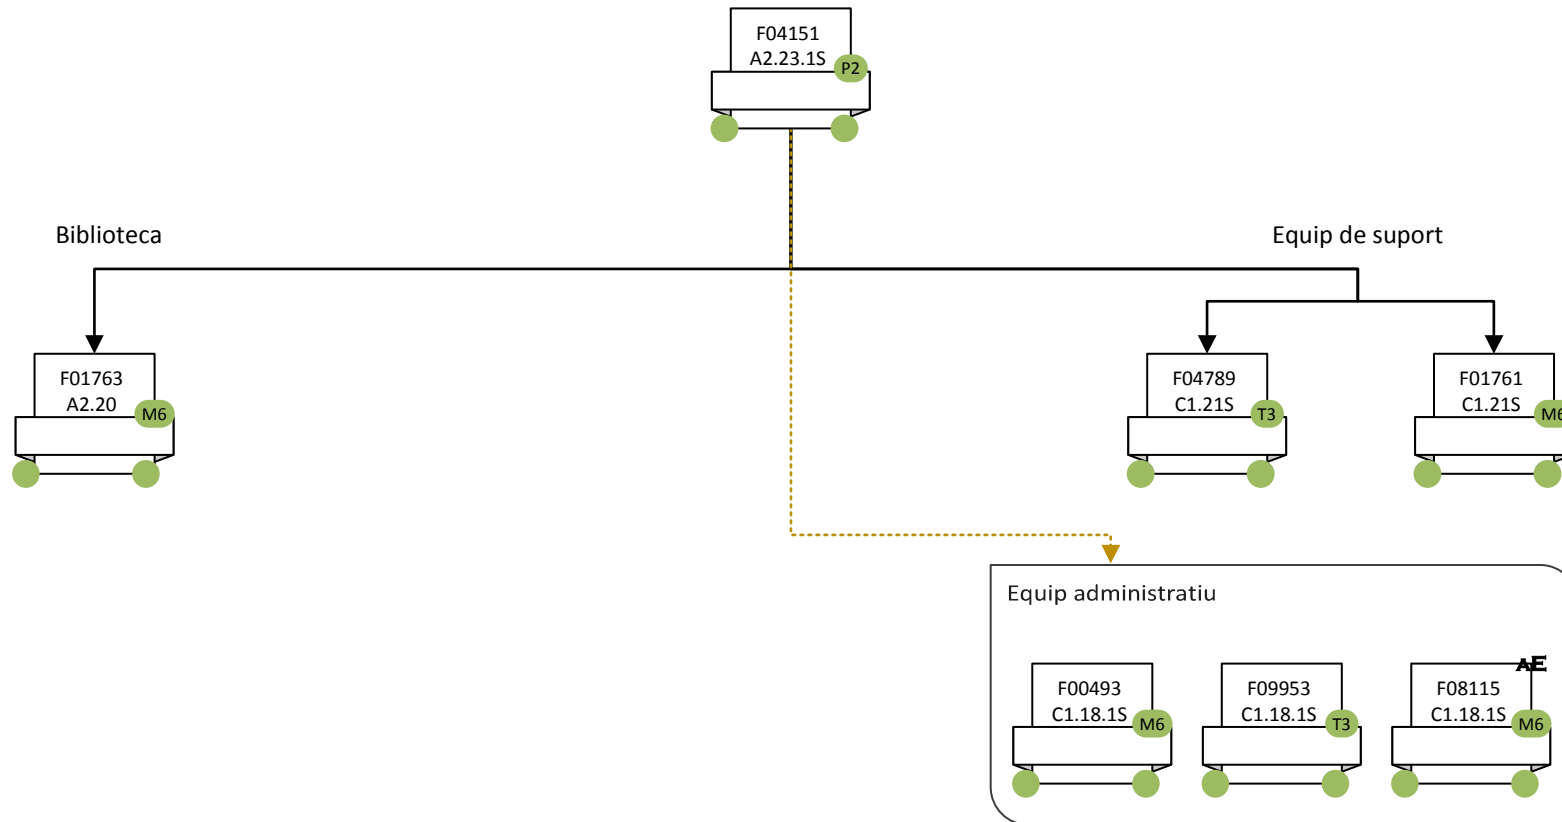 F04151
A2.23.1S
P2
Biblioteca
Equip de suport
F01763
A2.20
M6
F04789
C1.21S
T3
F01761
C1.21S
M6
Equip administratiu
F00493
C1.18.1S
M6
F09953
C1.18.1S
T3
AE
F08115
C1.18.1S
M6